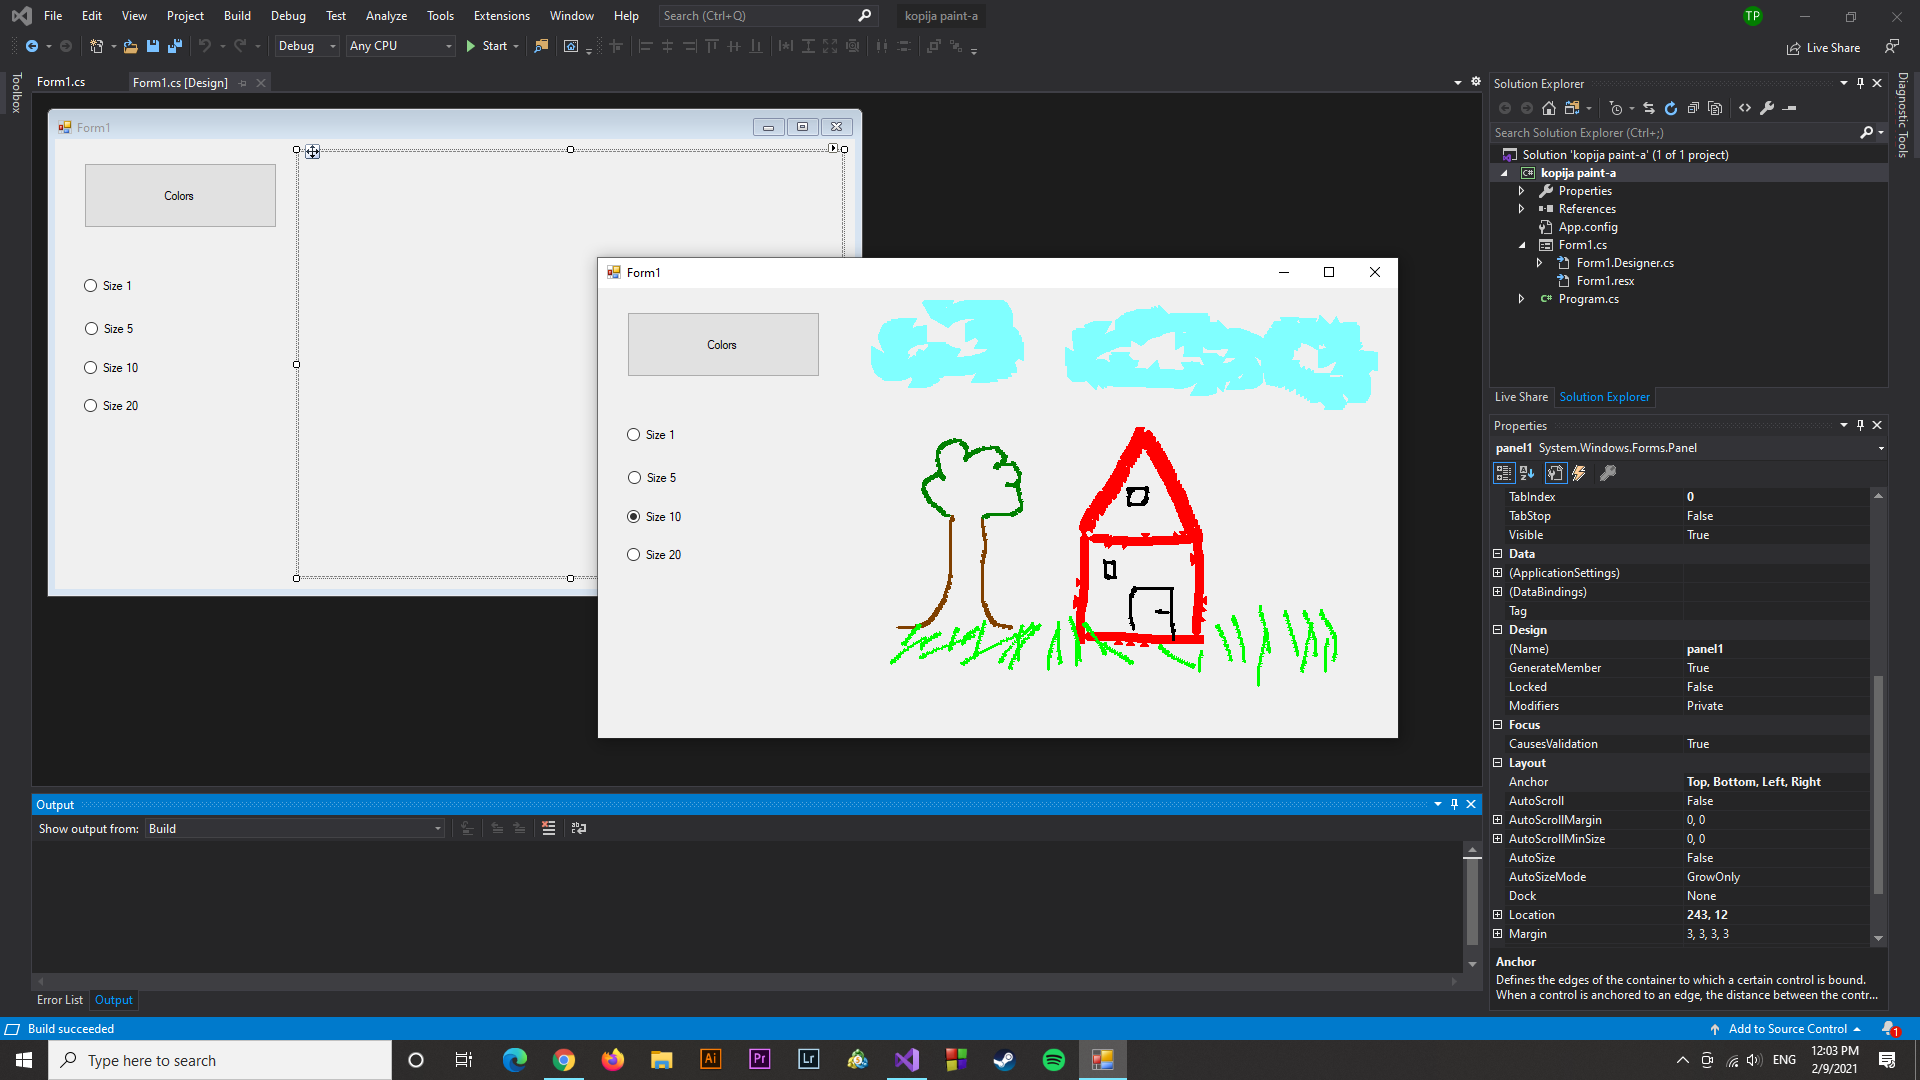 File Edit View Project Build Debug Test Analyze Tools Extensions Window Help Search (Ctrl+Q) kopija paint-a TP
Debug Any CPU Start Live Share
Toolbox
Form1.cs Form1.cs [Design]
Form1
Colors
Size 1
Size 5
Size 10
Size 20
Form1
Colors
Size 1
Size 5
Size 10
Size 20
Output
Show output from: Build
Error List Output
Solution Explorer
Search Solution Explorer (Ctrl+;)
Solution 'kopija paint-a' (1 of 1 project)
C# kopija paint-a
Properties
References
App.config
Form1.cs
Form1.Designer.cs
Form1.resx
C# Program.cs
Live Share Solution Explorer
Diagnostic Tools
Properties
panel1 System.Windows.Forms.Panel
TabIndex 0
TabStop False
Visible True
Data
(ApplicationSettings)
(DataBindings)
Tag
Design
(Name) panel1
GenerateMember True
Locked False
Modifiers Private
Focus
CausesValidation True
Layout
Anchor Top, Bottom, Left, Right
AutoScroll False
AutoScrollMargin 0, 0
AutoScrollMinSize 0, 0
AutoSize False
AutoSizeMode GrowOnly
Dock None
Location 243, 12
Margin 3, 3, 3, 3
Anchor
Defines the edges of the container to which a certain control is bound.
When a control is anchored to an edge, the distance between the contr...
Build succeeded Add to Source Control 1
Type here to search Ai Pr Lr ENG 12:03 PM
2/9/2021